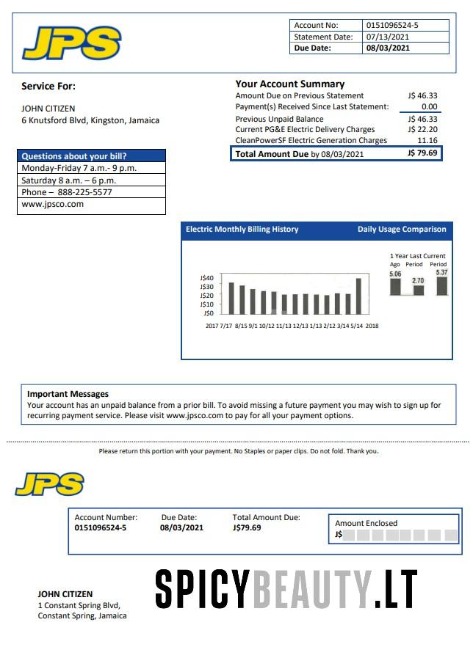 JPS
Account No: 0151096524-5
Statement Date: 07/13/2021
Due Date: 08/03/2021
Service For:
JOHN CITIZEN
6 Knutsford Blvd, Kingston, Jamaica
Your Account Summary
Amount Due on Previous Statement J$ 46.33
Payment(s) Received Since Last Statement: 0.00
Previous Unpaid Balance J$ 46.33
Current PG&E Electric Delivery Charges J$ 22.20
CleanPowerSF Electric Generation Charges 11.16
Total Amount Due by 08/03/2021 J$ 79.69
Questions about your bill?
Monday-Friday 7 a.m.- 9 p.m.
Saturday 8 a.m. – 6 p.m.
Phone – 888-225-5577
www.jpsco.com
Electric Monthly Billing History Daily Usage Comparison
1 Year Last Current
Ago Period Period
5.06 2.70 5.37
J$40
J$30
J$20
J$10
J$0
2017 7/17 8/15 9/1 10/12 11/13 12/13 1/13 2/12 3/14 5/14 2018
Important Messages
Your account has an unpaid balance from a prior bill. To avoid missing a future payment you may wish to sign up for
recurring payment service. Please visit www.jpsco.com to pay for all your payment options.
Please return this portion with your payment. No Staples or paper clips. Do not fold. Thank you.
JPS
Account Number: Due Date: Total Amount Due:
0151096524-5 08/03/2021 J$79.69
Amount Enclosed
J$
JOHN CITIZEN
1 Constant Spring Blvd,
Constant Spring, Jamaica
SPICYBEAUTY.LT